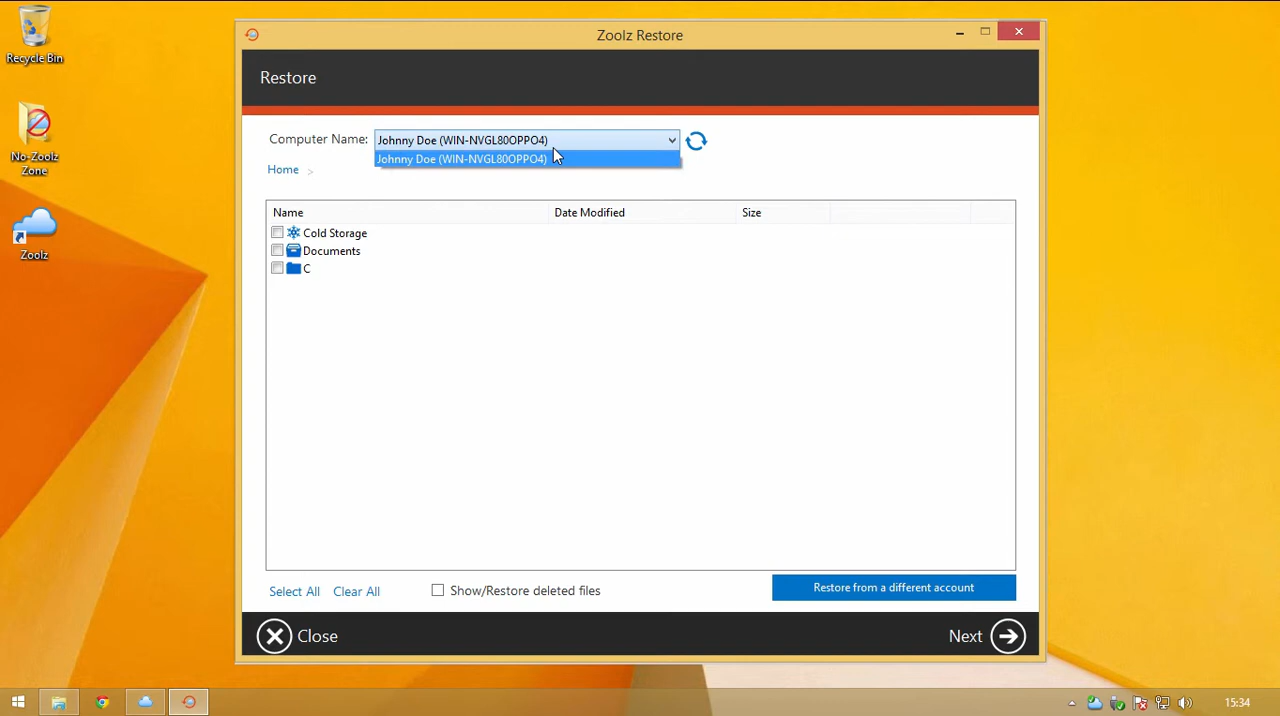 Recycle Bin
No-Zoolz
Zone
Zoolz
Zoolz Restore
Restore
Computer Name: Johnny Doe (WIN-NVGL80OPPO4)
Johnny Doe (WIN-NVGL80OPPO4)
Home >
Name Date Modified Size
Cold Storage
Documents
C
Select All Clear All Show/Restore deleted files Restore from a different account
Close Next
15:34